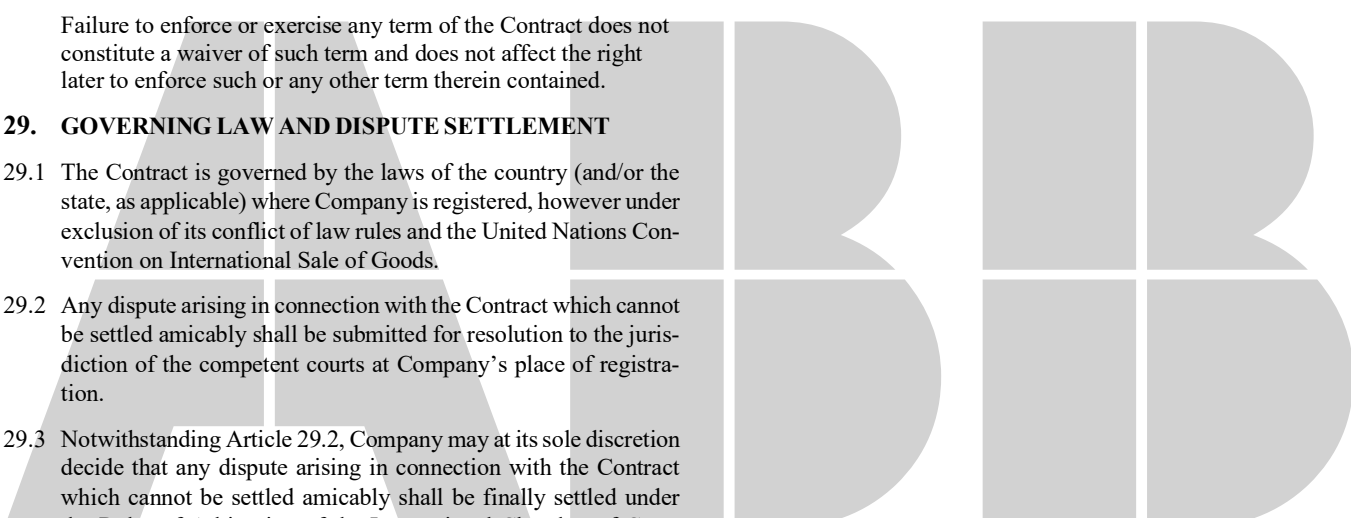 Failure to enforce or exercise any term of the Contract does not
constitute a waiver of such term and does not affect the right
later to enforce such or any other term therein contained.
29. GOVERNING LAW AND DISPUTE SETTLEMENT
29.1 The Contract is governed by the laws of the country (and/or the
state, as applicable) where Company is registered, however under
exclusion of its conflict of law rules and the United Nations Con-
vention on International Sale of Goods.
29.2 Any dispute arising in connection with the Contract which cannot
be settled amicably shall be submitted for resolution to the juris-
diction of the competent courts at Company's place of registra-
tion.
29.3 Notwithstanding Article 29.2, Company may at its sole discretion
decide that any dispute arising in connection with the Contract
which cannot be settled amicably shall be finally settled under
ABB